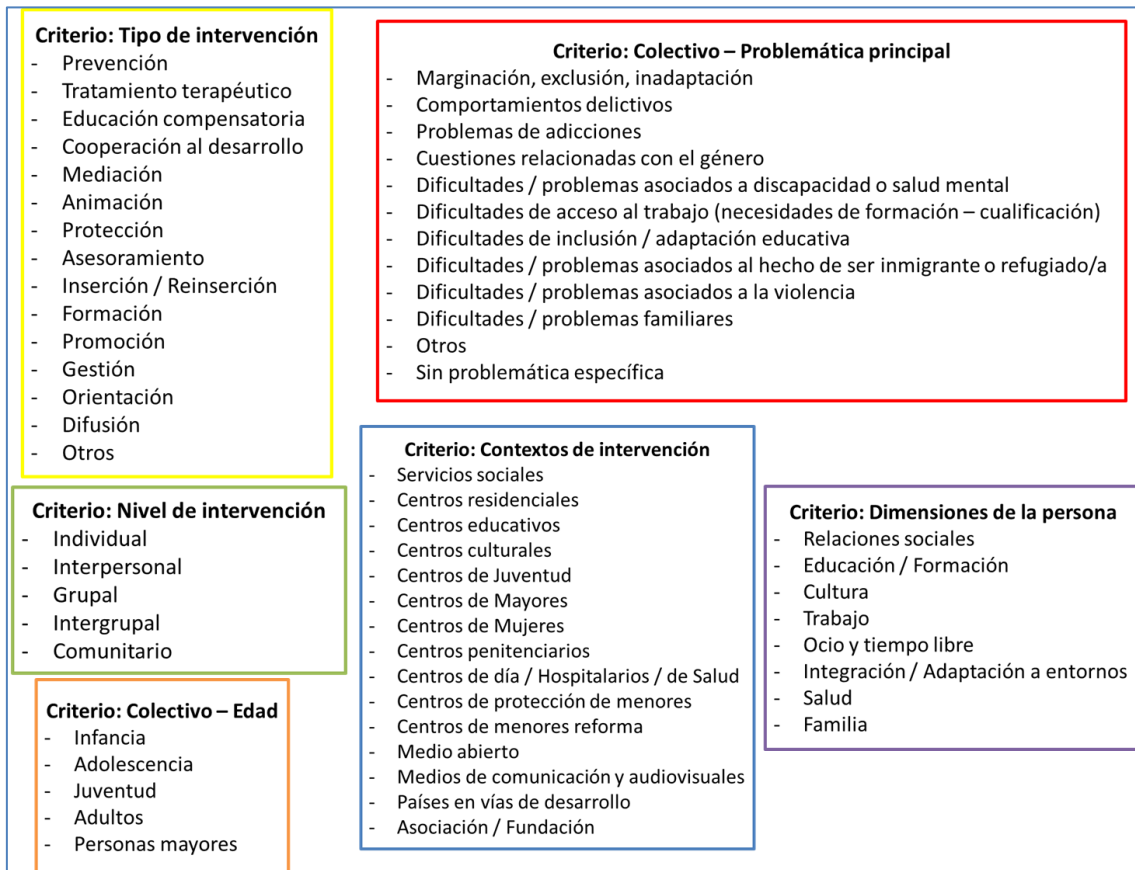 Criterio: Tipo de intervención
- Prevención
- Tratamiento terapéutico
- Educación compensatoria
- Cooperación al desarrollo
- Mediación
- Animación
- Protección
- Asesoramiento
- Inserción / Reinserción
- Formación
- Promoción
- Gestión
- Orientación
- Difusión
- Otros
Criterio: Colectivo – Problemática principal
- Marginación, exclusión, inadaptación
- Comportamientos delictivos
- Problemas de adicciones
- Cuestiones relacionadas con el género
- Dificultades / problemas asociados a discapacidad o salud mental
- Dificultades de acceso al trabajo (necesidades de formación – cualificación)
- Dificultades de inclusión / adaptación educativa
- Dificultades / problemas asociados al hecho de ser inmigrante o refugiado/a
- Dificultades / problemas asociados a la violencia
- Dificultades / problemas familiares
- Otros
- Sin problemática específica
Criterio: Nivel de intervención
- Individual
- Interpersonal
- Grupal
- Intergrupal
- Comunitario
Criterio: Colectivo – Edad
- Infancia
- Adolescencia
- Juventud
- Adultos
- Personas mayores
Criterio: Contextos de intervención
- Servicios sociales
- Centros residenciales
- Centros educativos
- Centros culturales
- Centros de Juventud
- Centros de Mayores
- Centros de Mujeres
- Centros penitenciarios
- Centros de día / Hospitalarios / de Salud
- Centros de protección de menores
- Centros de menores reforma
- Medio abierto
- Medios de comunicación y audiovisuales
- Países en vías de desarrollo
- Asociación / Fundación
Criterio: Dimensiones de la persona
- Relaciones sociales
- Educación / Formación
- Cultura
- Trabajo
- Ocio y tiempo libre
- Integración / Adaptación a entornos
- Salud
- Familia